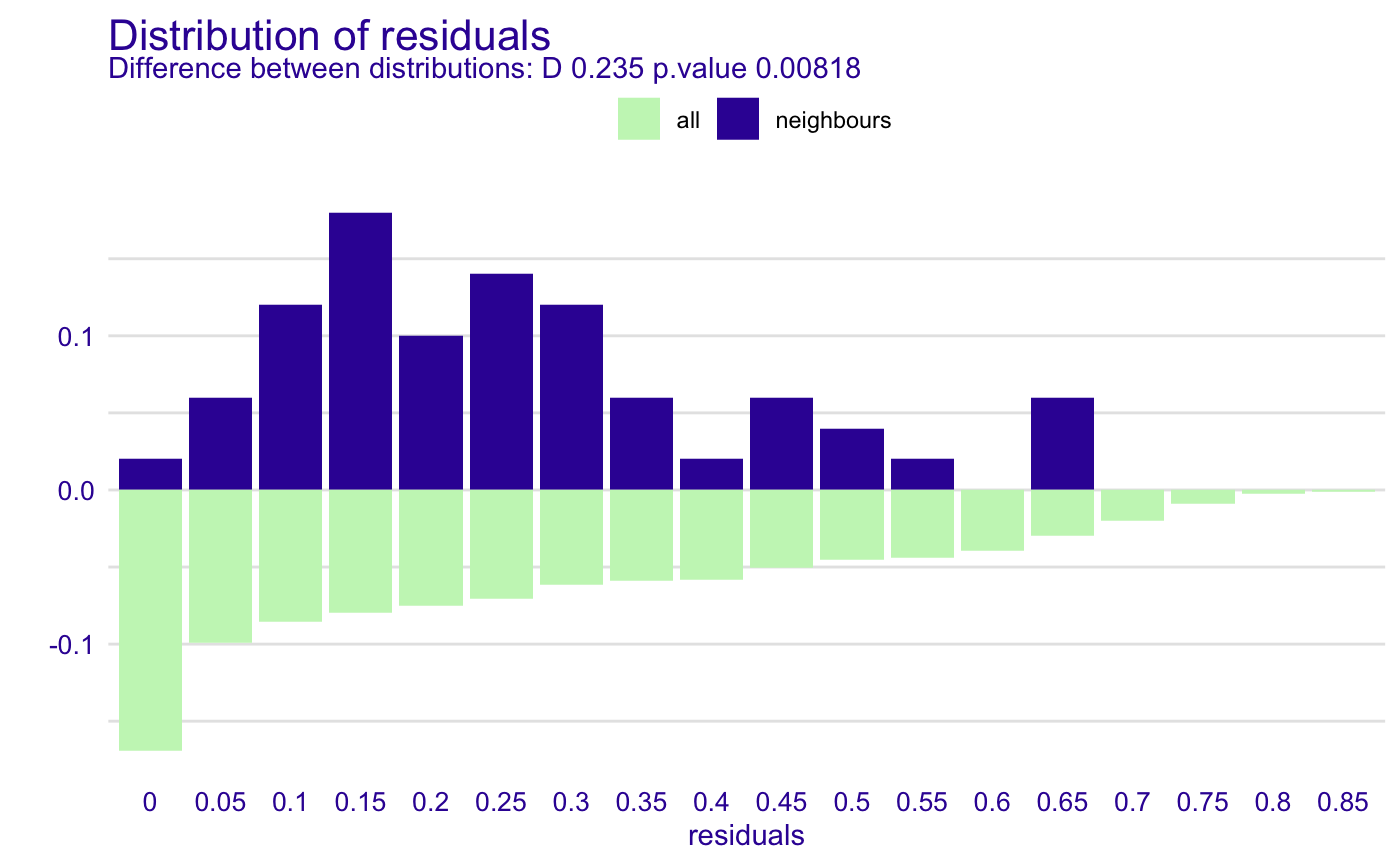 Distribution of residuals
Difference between distributions: D 0.235 p.value 0.00818
all neighbours
0.1
0.0
-0.1
0 0.05 0.1 0.15 0.2 0.25 0.3 0.35 0.4 0.45 0.5 0.55 0.6 0.65 0.7 0.75 0.8 0.85
residuals